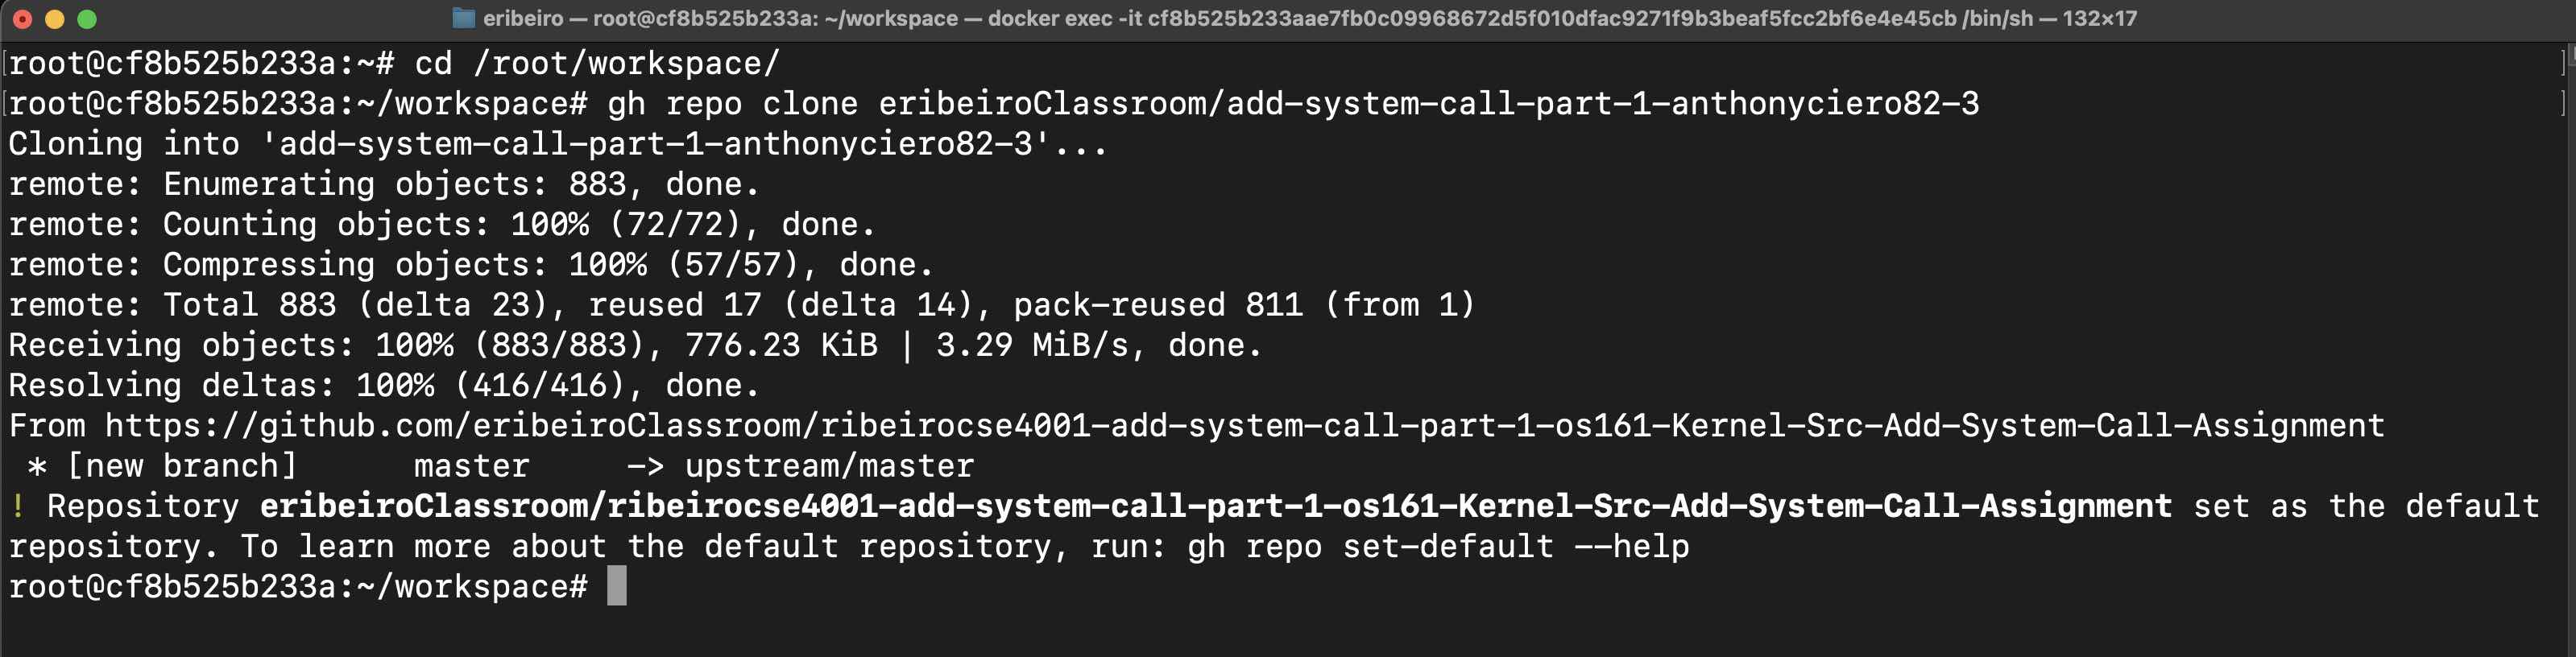 eribeiro — root@cf8b525b233a: ~/workspace — docker exec -it cf8b525b233aae7fb0c09968672d5f010dfac9271f9b3beaf5fcc2bf6e4e45cb /bin/sh — 132×17
[root@cf8b525b233a:~# cd /root/workspace/ ]
[root@cf8b525b233a:~/workspace# gh repo clone eribeiroClassroom/add-system-call-part-1-anthonyciero82-3 ]
Cloning into 'add-system-call-part-1-anthonyciero82-3'...
remote: Enumerating objects: 883, done.
remote: Counting objects: 100% (72/72), done.
remote: Compressing objects: 100% (57/57), done.
remote: Total 883 (delta 23), reused 17 (delta 14), pack-reused 811 (from 1)
Receiving objects: 100% (883/883), 776.23 KiB | 3.29 MiB/s, done.
Resolving deltas: 100% (416/416), done.
From https://github.com/eribeiroClassroom/ribeirocse4001-add-system-call-part-1-os161-Kernel-Src-Add-System-Call-Assignment
 * [new branch]      master     -> upstream/master
! Repository eribeiroClassroom/ribeirocse4001-add-system-call-part-1-os161-Kernel-Src-Add-System-Call-Assignment set as the default
repository. To learn more about the default repository, run: gh repo set-default --help
root@cf8b525b233a:~/workspace#